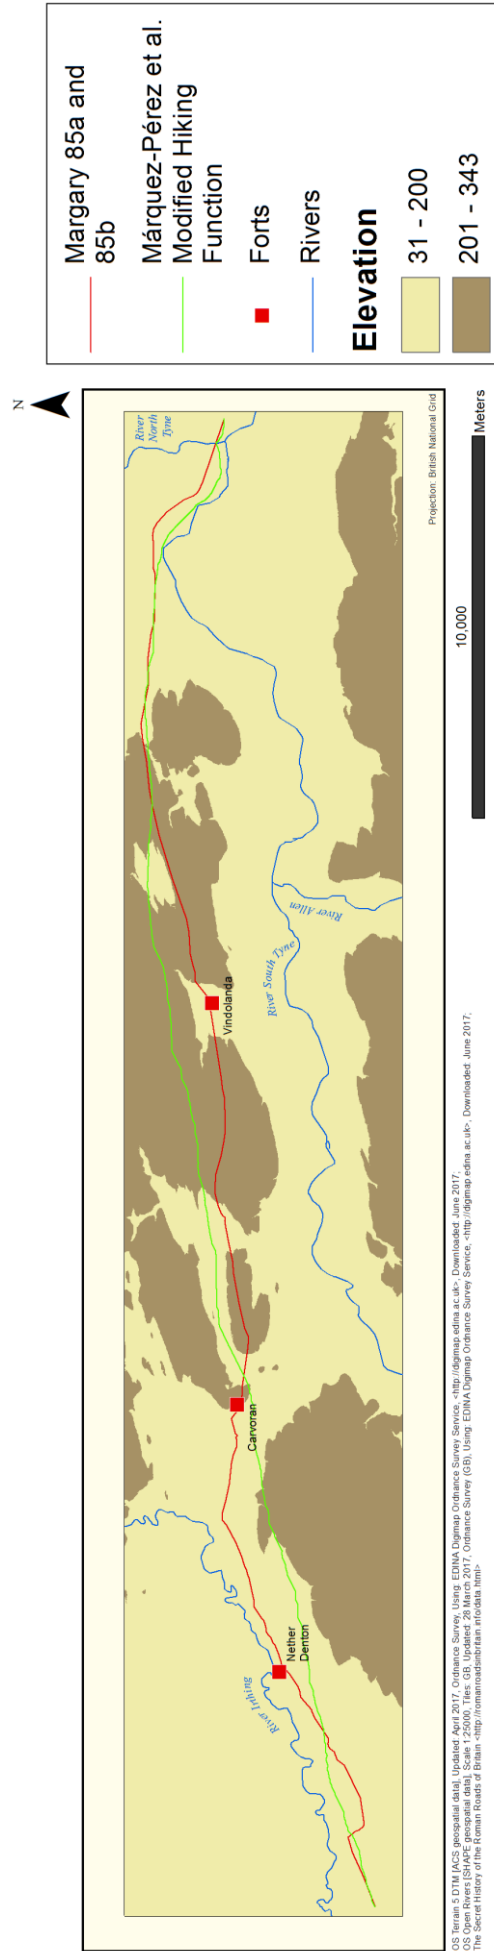 N
River
North
Tyne
River Allen
River South Tyne
Vindolanda
Carvoran
Nether
Denton
River Irthing
Projection: British National Grid
10,000
Meters
Margary 85a and
85b
Márquez-Pérez et al.
Modified Hiking
Function
Forts
Rivers
Elevation
31 - 200
201 - 343
OS Terrain 5 DTM [ACS geospatial data], Updated: April 2017, Ordnance Survey, Using: EDINA Digimap Ordnance Survey Service, <http://digimap.edina.ac.uk>, Downloaded: June 2017;
OS Open Rivers [SHAPE geospatial data], Scale 1:25000, Tiles: GB, Updated: 28 March 2017, Ordnance Survey (GB), Using: EDINA Digimap Ordnance Survey Service, <http://digimap.edina.ac.uk>, Downloaded: June 2017;
The Secret History of the Roman Roads of Britain <http://romanroadsinbritain.info/data.html>